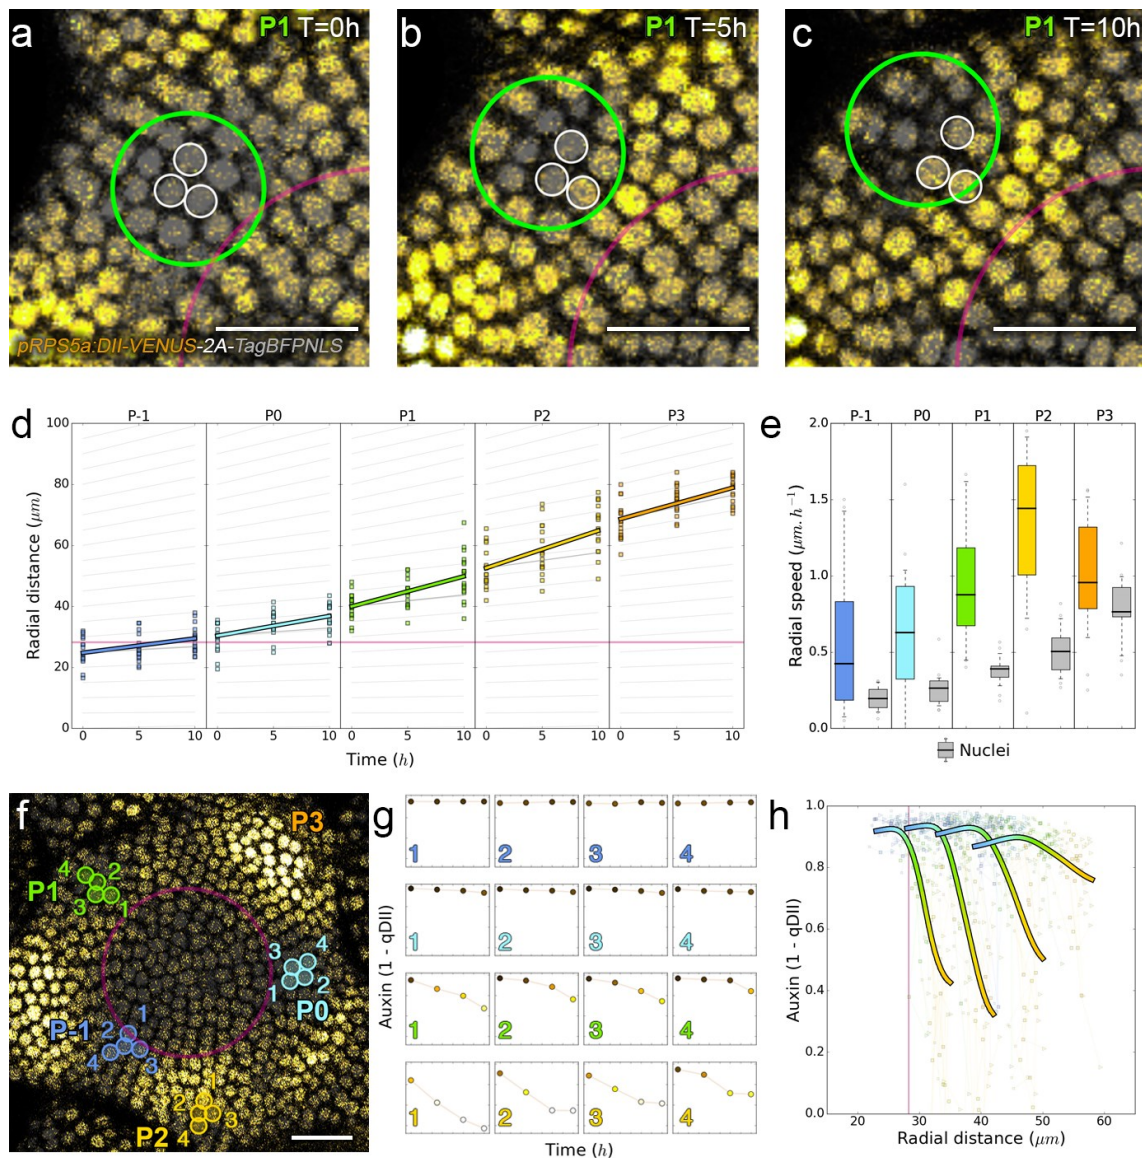 a
P1 T=0h
b
P1 T=5h
c
P1 T=10h
pRPS5a:DII-VENUS-2A-TagBFPNLS
d
P-1 P0 P1 P2 P3
100
80
60
40
20
0
Radial distance (μm)
0 5 10 0 5 10 0 5 10 0 5 10 0 5 10
Time (h)
e
P-1 P0 P1 P2 P3
2.0
1.5
1.0
0.5
0.0
Radial speed (μm.h⁻¹)
Nuclei
f
P3
4 2
P1
3 1
3 4
1 2
P0
P-1 2 1
4 3
2 1
3
P2 4
g
1 2 3 4
1 2 3 4
1 2 3 4
1 2 3 4
Auxin (1 - qDII)
Time (h)
h
1.0
0.8
0.6
0.4
0.2
0.0
Auxin (1 - qDII)
20 30 40 50 60
Radial distance (μm)